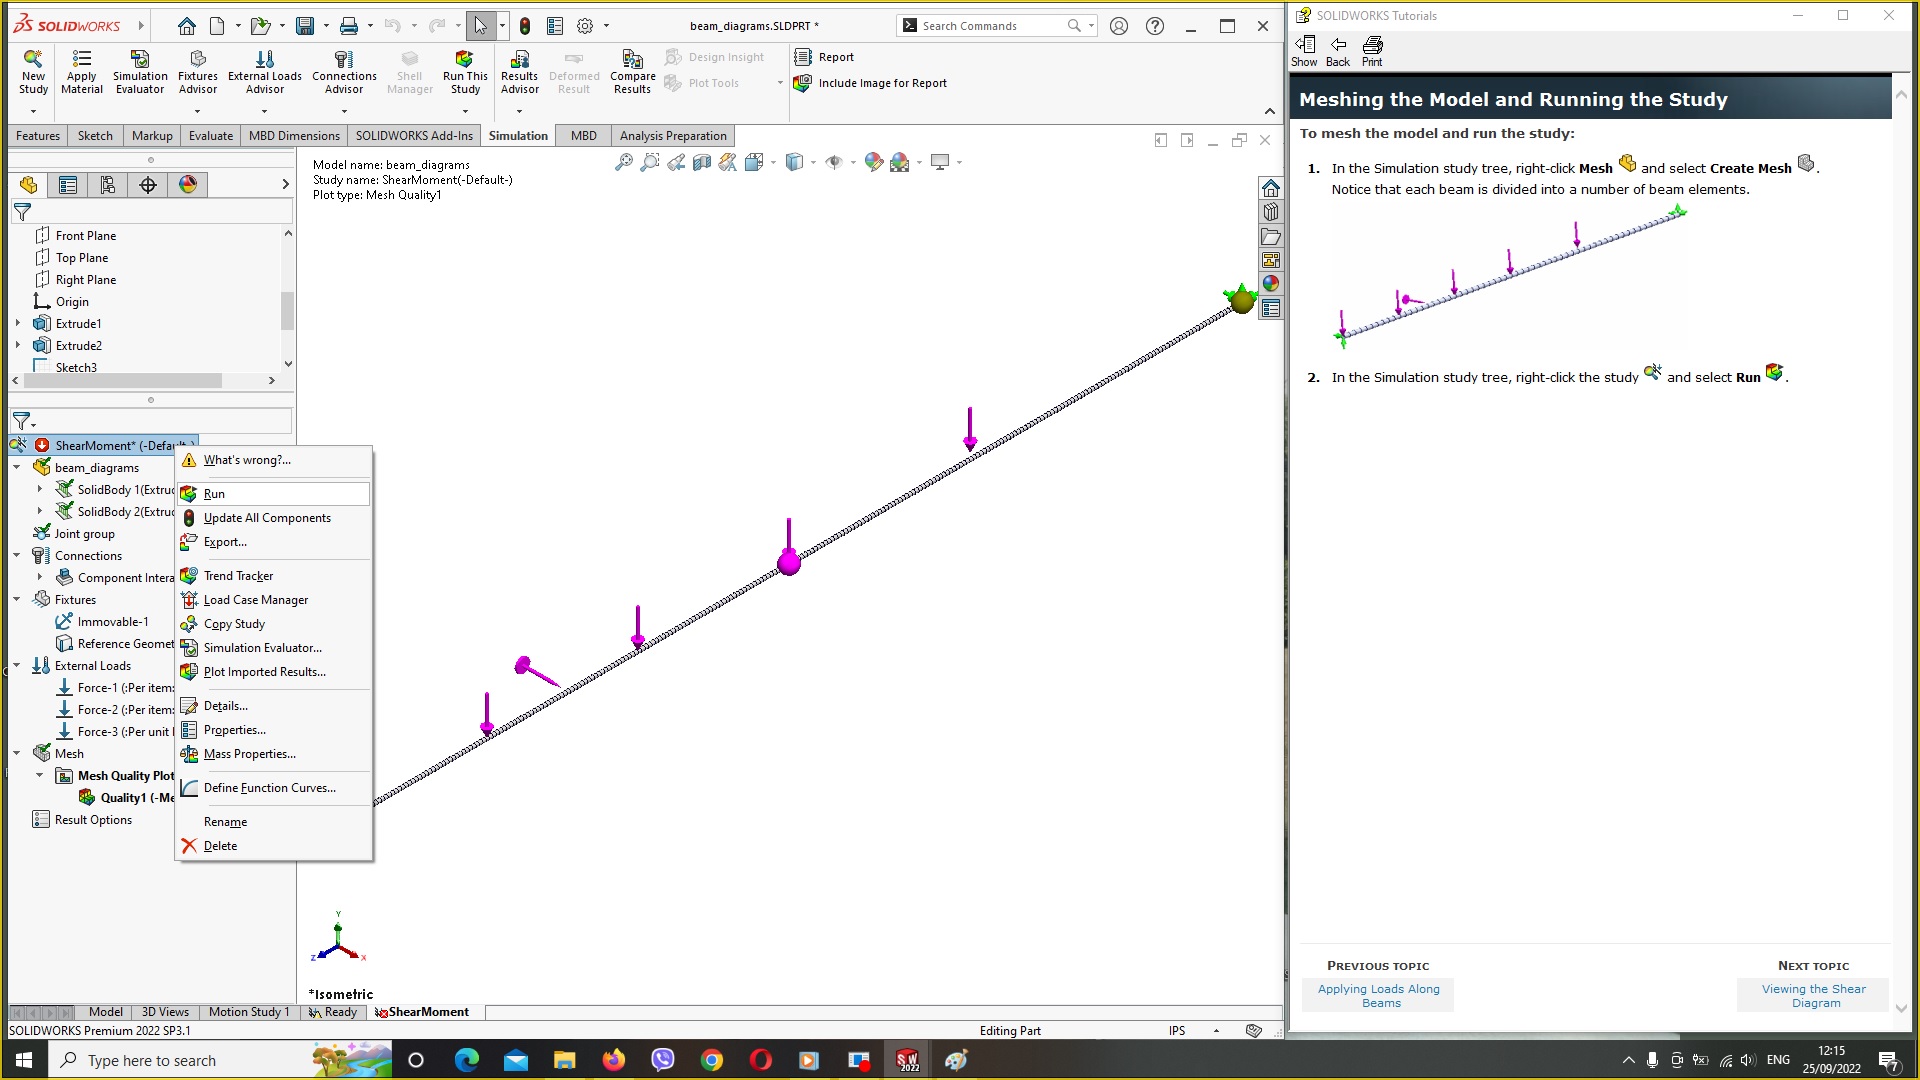 SOLIDWORKS
beam_diagrams.SLDPRT *
Search Commands
New Study
Apply Material
Simulation Evaluator
Fixtures Advisor
External Loads Advisor
Connections Advisor
Shell Manager
Run This Study
Results Advisor
Deformed Result
Compare Results
Design Insight
Plot Tools
Report
Include Image for Report
Features
Sketch
Markup
Evaluate
MBD Dimensions
SOLIDWORKS Add-Ins
Simulation
MBD
Analysis Preparation
Model name: beam_diagrams
Study name: ShearMoment(-Default-)
Plot type: Mesh Quality1
Front Plane
Top Plane
Right Plane
Origin
Extrude1
Extrude2
Sketch3
ShearMoment* (-Default-)
beam_diagrams
SolidBody 1(Extru
SolidBody 2(Extru
Joint group
Connections
Component Intera
Fixtures
Immovable-1
Reference Geomet
External Loads
Force-1 (:Per item:
Force-2 (:Per item:
Force-3 (:Per unit l
Mesh
Mesh Quality Plot
Quality1 (-Me
Result Options
What's wrong?...
Run
Update All Components
Export...
Trend Tracker
Load Case Manager
Copy Study
Simulation Evaluator...
Plot Imported Results...
Details...
Properties...
Mass Properties...
Define Function Curves...
Rename
Delete
Y
Z
X
*Isometric
Model
3D Views
Motion Study 1
Ready
ShearMoment
SOLIDWORKS Premium 2022 SP3.1
Editing Part
IPS
SOLIDWORKS Tutorials
Show
Back
Print
Meshing the Model and Running the Study
To mesh the model and run the study:
1. In the Simulation study tree, right-click Mesh and select Create Mesh .
Notice that each beam is divided into a number of beam elements.
2. In the Simulation study tree, right-click the study and select Run .
PREVIOUS TOPIC
Applying Loads Along
Beams
NEXT TOPIC
Viewing the Shear
Diagram
Type here to search
SW
2022
ENG
12:15
25/09/2022
7